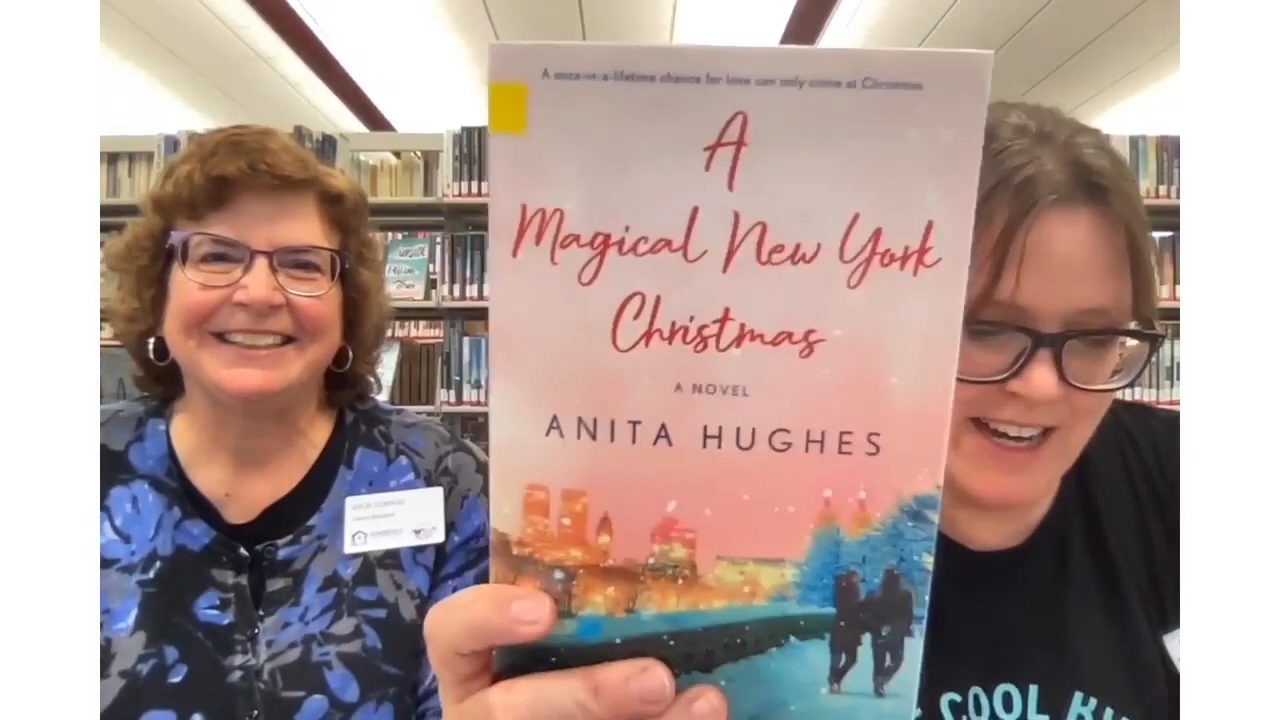 A once-in-a-lifetime chance for love can only come at Christmas
A
Magical New York
Christmas
A NOVEL
ANITA HUGHES
COOL